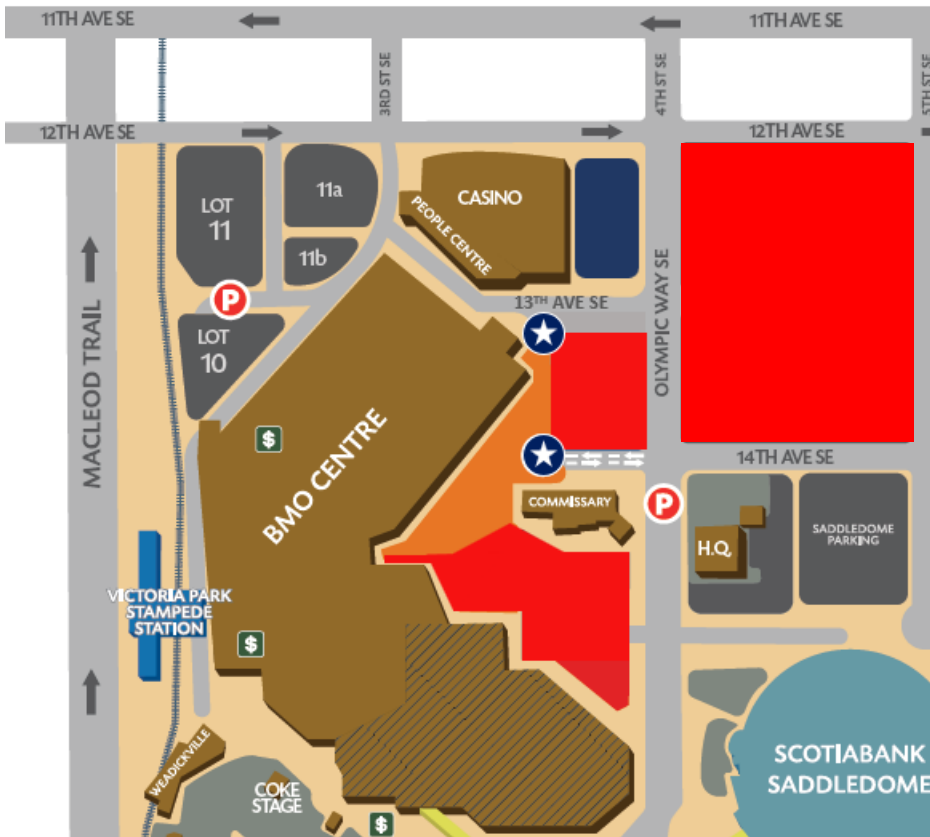 11TH AVE SE
11TH AVE SE
3RD ST SE
4TH ST SE
5TH ST SE
12TH AVE SE
12TH AVE SE
LOT
11
11a
11b
CASINO
PEOPLE CENTRE
P
LOT
10
13TH AVE SE
OLYMPIC WAY SE
MACLEOD TRAIL
$
BMO CENTRE
14TH AVE SE
COMMISSARY
P
H.Q.
SADDLEDOME
PARKING
VICTORIA PARK
STAMPEDE
STATION
$
WEADICKVILLE
COKE
STAGE
$
SCOTIABANK
SADDLEDOME